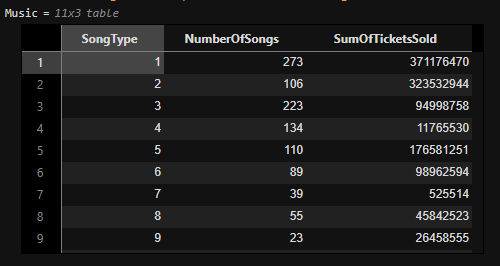 Music = 11x3 table
SongType NumberOfSongs SumOfTicketsSold
1 1 273 371176470
2 2 106 323532944
3 3 223 94998758
4 4 134 11765530
5 5 110 176581251
6 6 89 98962594
7 7 39 525514
8 8 55 45842523
9 9 23 26458555